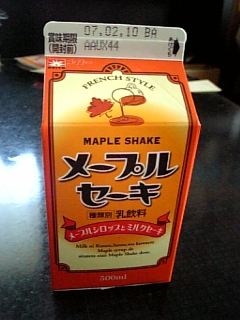 賞味期限
(開封前)
07.02.10 BA
AAUX44
FRENCH STYLE
MAPLE SHAKE
メープル
セーキ
種類別 乳飲料
メープルシロップとミルクセーキ
500ml